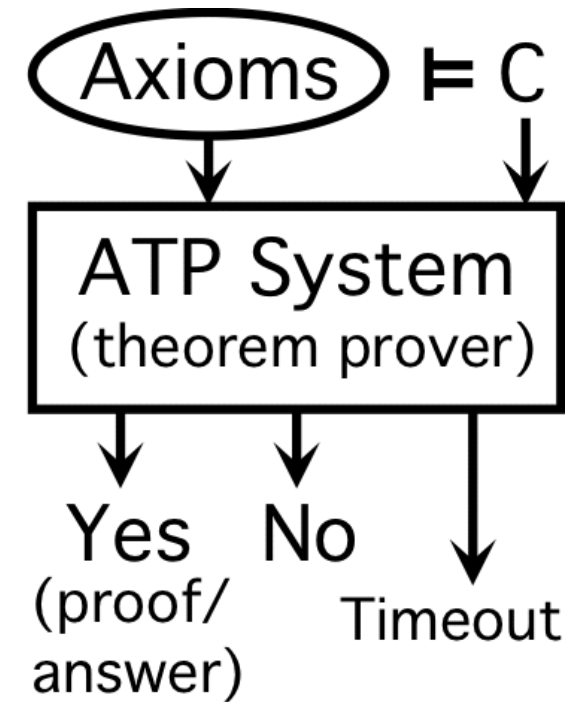 Axioms ⊨ C
ATP System
(theorem prover)
Yes No
(proof/
answer)
Timeout